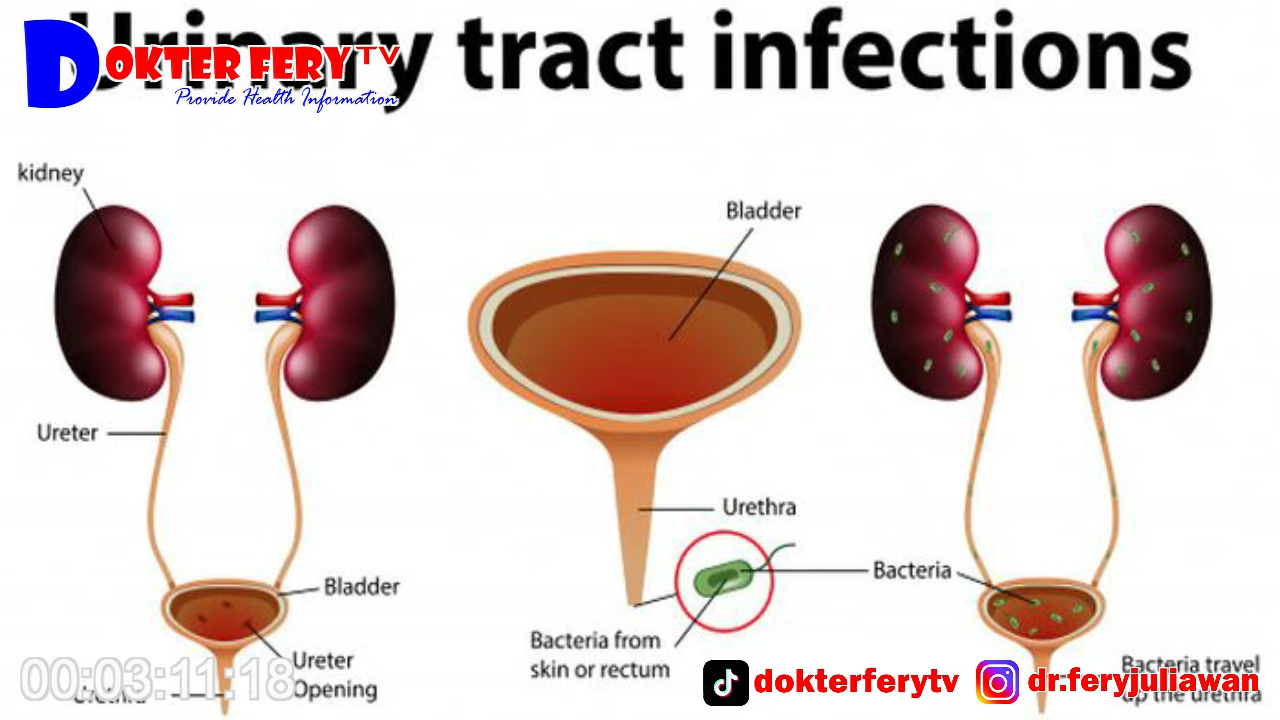 Urinary tract infections
DOKTER FERY TV
Provide Health Information
kidney
Bladder
Ureter
Urethra
Bacteria
Bladder
Bacteria from
skin or rectum
Ureter
Opening
Urethra
00:03:11:18
dokterferytv
dr.feryjuliawan
Bacteria travel
up the urethra